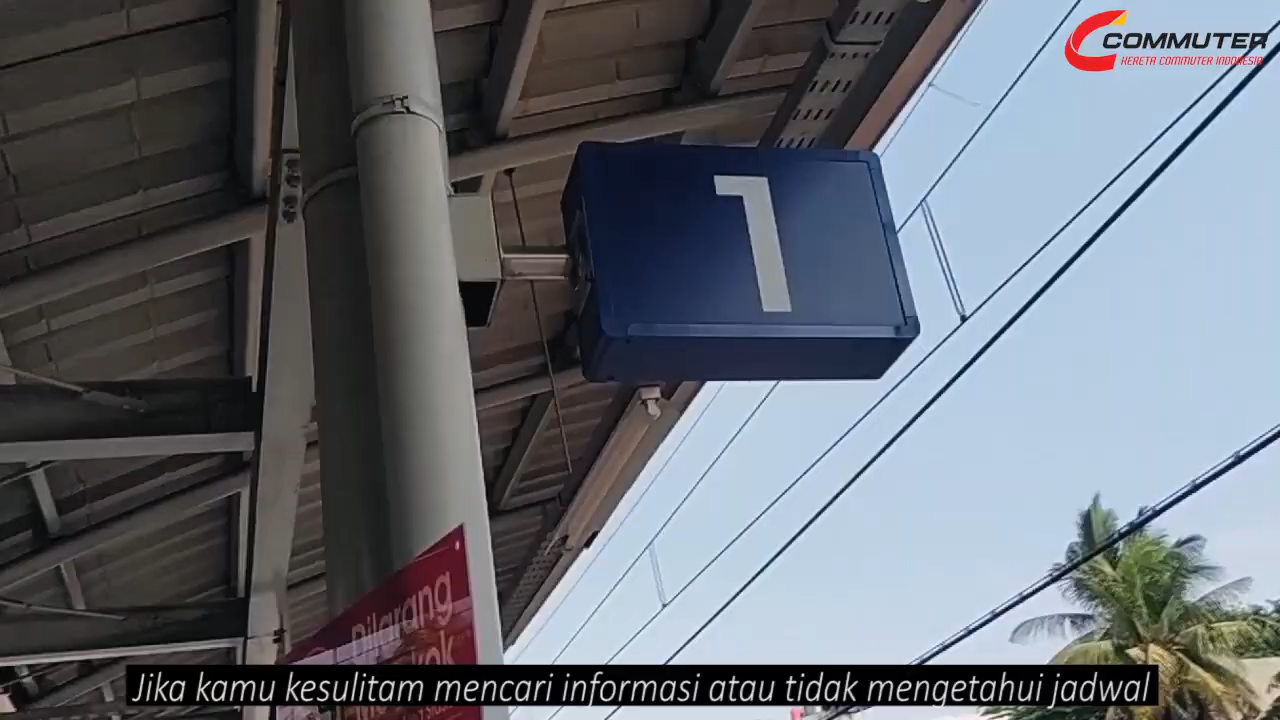 COMMUTER
KERETA COMMUTER INDONESIA
1
Dilarang
Jika kamu kesulitam mencari informasi atau tidak mengetahui jadwal